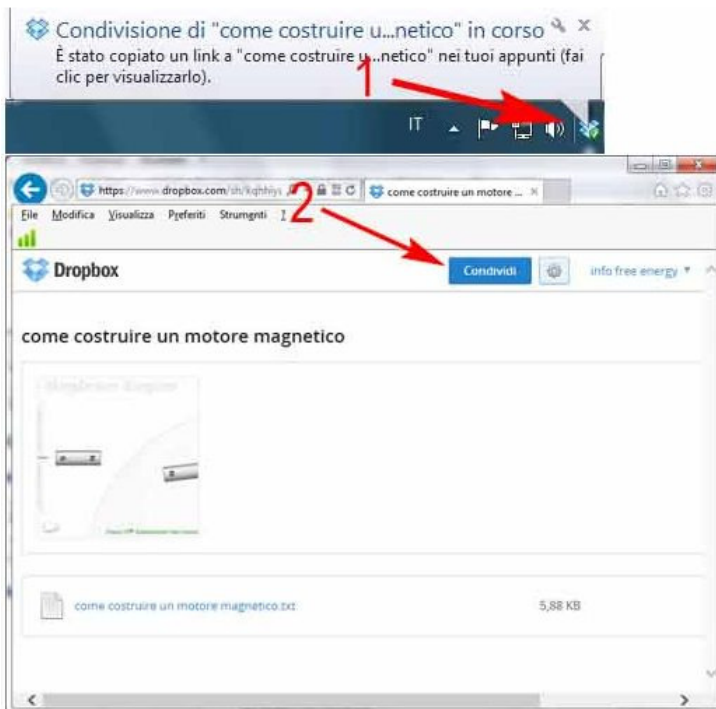 Condivisione di "come costruire u...netico" in corso
È stato copiato un link a "come costruire u...netico" nei tuoi appunti (fai
clic per visualizzarlo).
1
IT
https://www.dropbox.com/sh/
come costruire un motore ...
File Modifica Visualizza Preferiti Strumenti ?
2
Dropbox
Condividi
info free energy
come costruire un motore magnetico
come costruire un motore magnetico.txt
5,88 KB